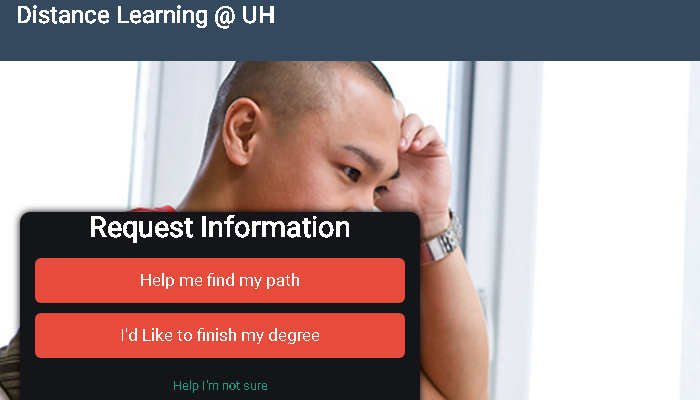 Distance Learning @ UH
Request Information
Help me find my path
I'd Like to finish my degree
Help I'm not sure